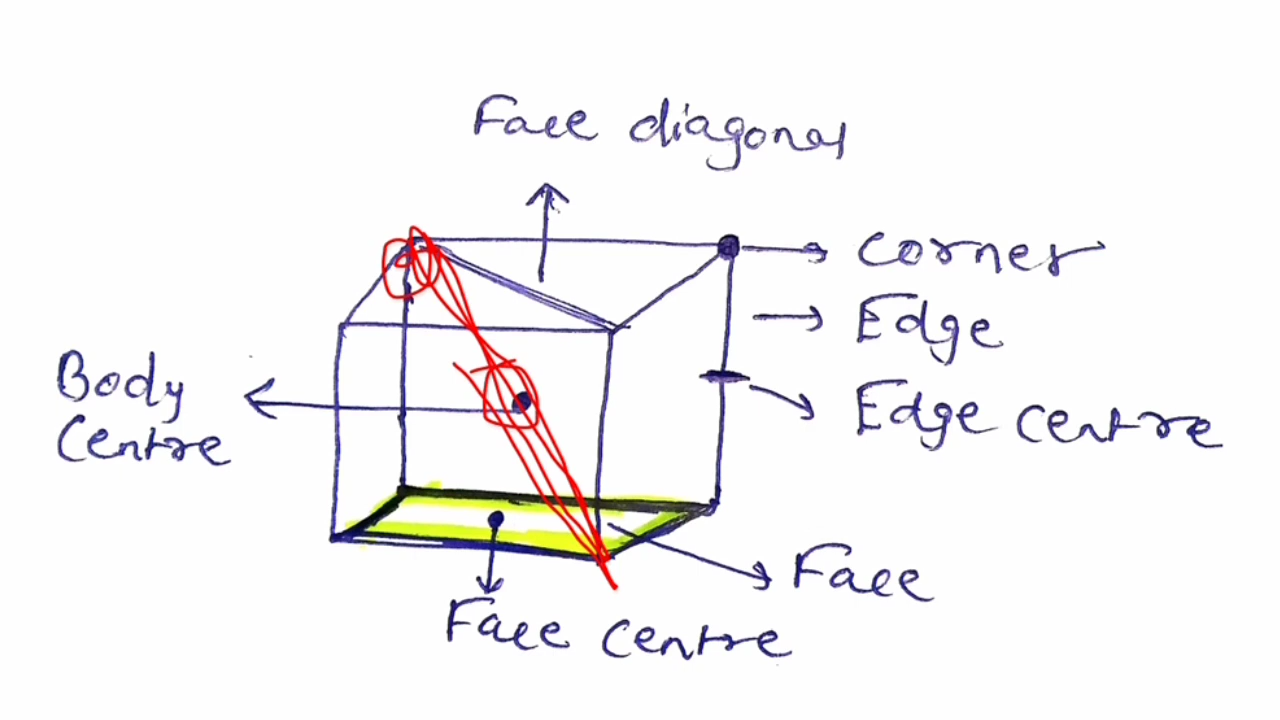 Face diagonal
corner
Edge
Body
Centre
Edge centre
Face
Face centre